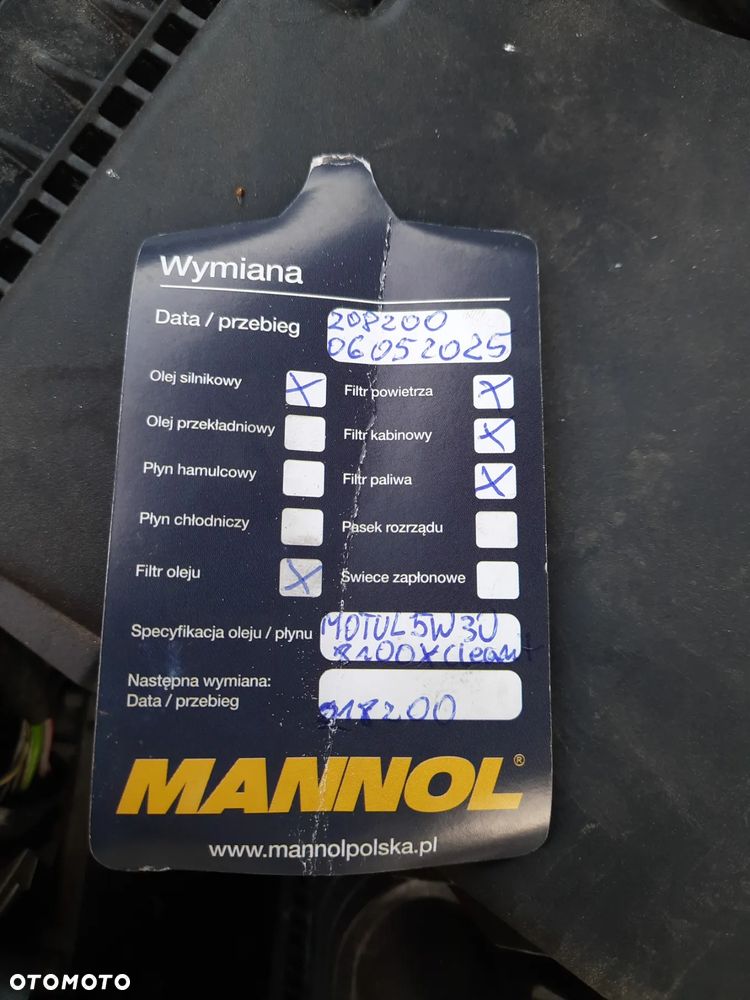 Wymiana
Data / przebieg 208200
06052025
Olej silnikowy X Filtr powietrza X
Olej przekładniowy Filtr kabinowy X
Płyn hamulcowy Filtr paliwa X
Płyn chłodniczy Pasek rozrządu
Filtr oleju X Świece zapłonowe
Specyfikacja oleju / płynu MOTUL 5W30
8100 X clean+
Następna wymiana:
Data / przebieg 218200
MANNOL®
www.mannolpolska.pl
OTOMOTO